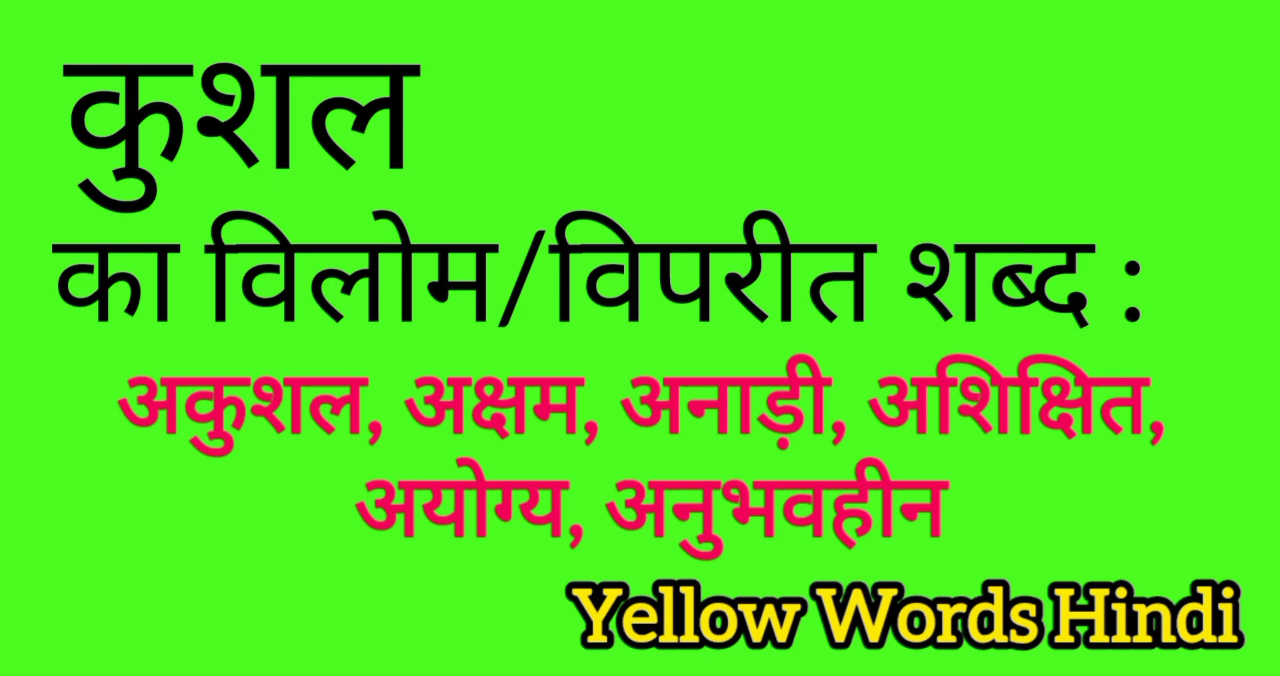 कुशल
का विलोम/विपरीत शब्द :
अकुशल, अक्षम, अनाड़ी, अशिक्षित,
अयोग्य, अनुभवहीन
Yellow Words Hindi